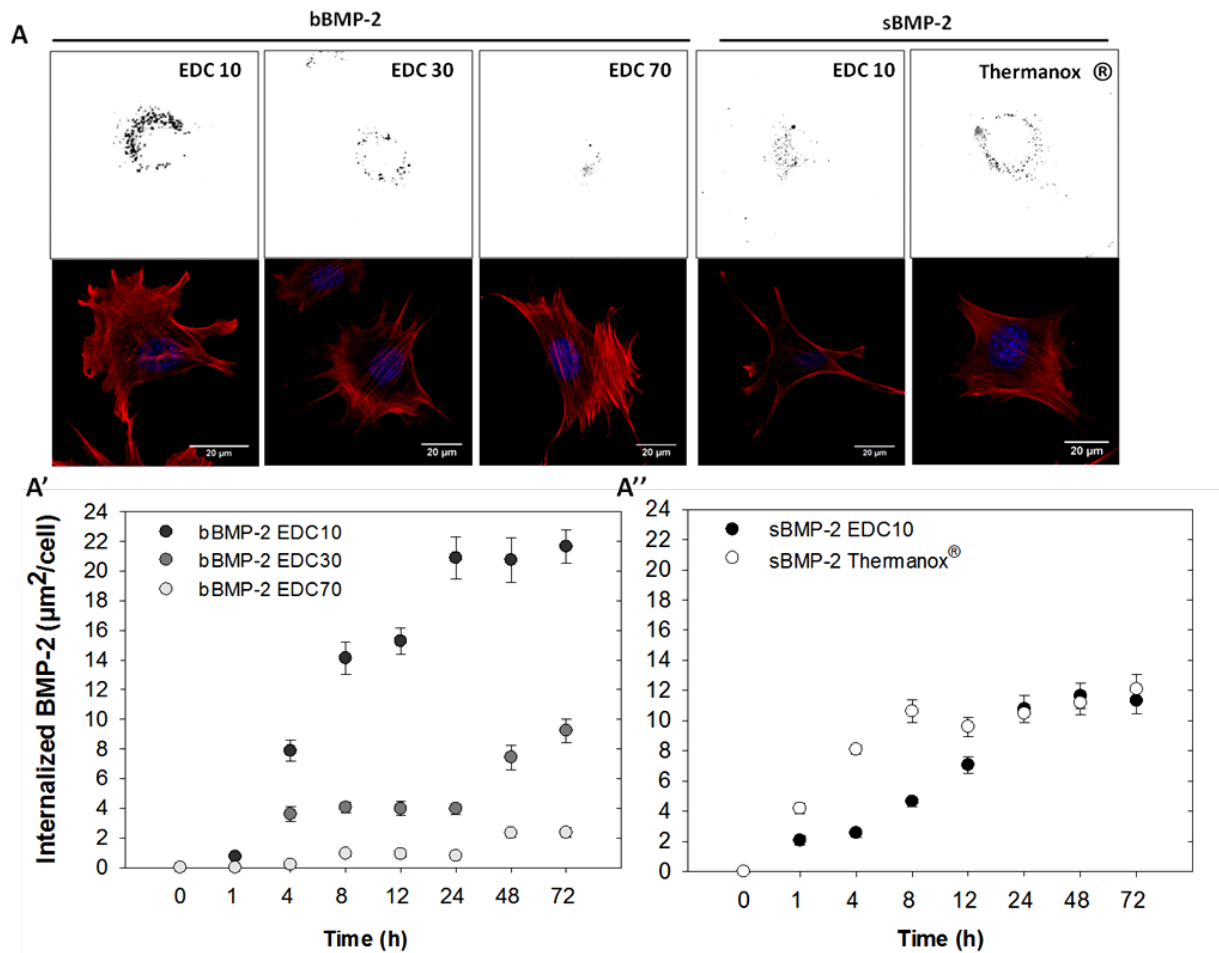 A
bBMP-2
sBMP-2
EDC 10
EDC 30
EDC 70
EDC 10
Thermanox ®
20 μm
20 μm
20 μm
20 μm
20 μm
A'
A''
Internalized BMP-2 (μm²/cell)
24
22
20
18
16
14
12
10
8
6
4
2
0
bBMP-2 EDC10
bBMP-2 EDC30
bBMP-2 EDC70
0 1 4 8 12 24 48 72
Time (h)
24
22
20
18
16
14
12
10
8
6
4
2
0
sBMP-2 EDC10
sBMP-2 Thermanox®
0 1 4 8 12 24 48 72
Time (h)